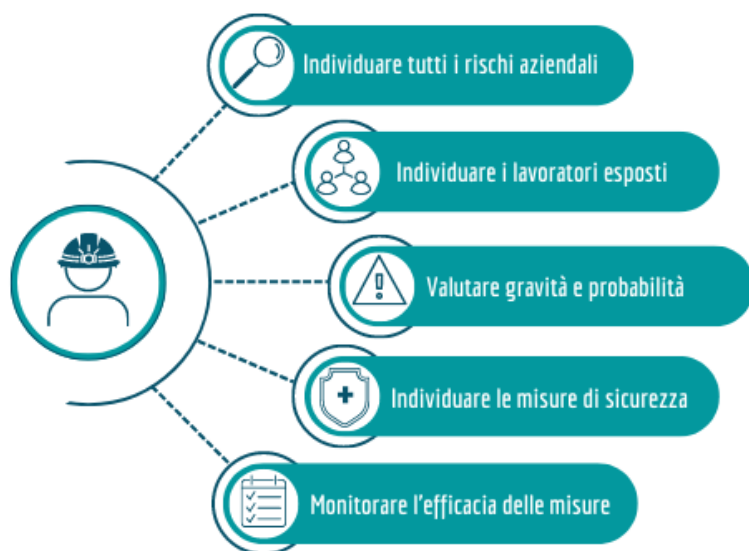 Individuare tutti i rischi aziendali
Individuare i lavoratori esposti
Valutare gravità e probabilità
Individuare le misure di sicurezza
Monitorare l'efficacia delle misure